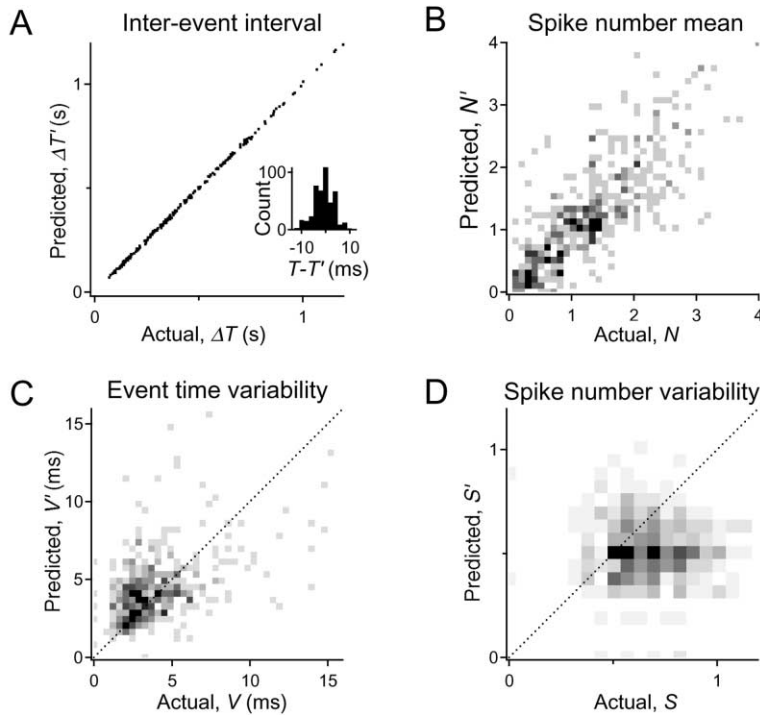 A
Inter-event interval
Predicted, ΔT' (s)
1
0
0
1
Actual, ΔT (s)
Count
100
0
-10
10
T-T' (ms)
B
Spike number mean
Predicted, N'
4
3
2
1
0
0
1
2
3
4
Actual, N
C
Event time variability
Predicted, V' (ms)
15
10
5
0
0
5
10
15
Actual, V (ms)
D
Spike number variability
Predicted, S'
1
0
0
1
Actual, S